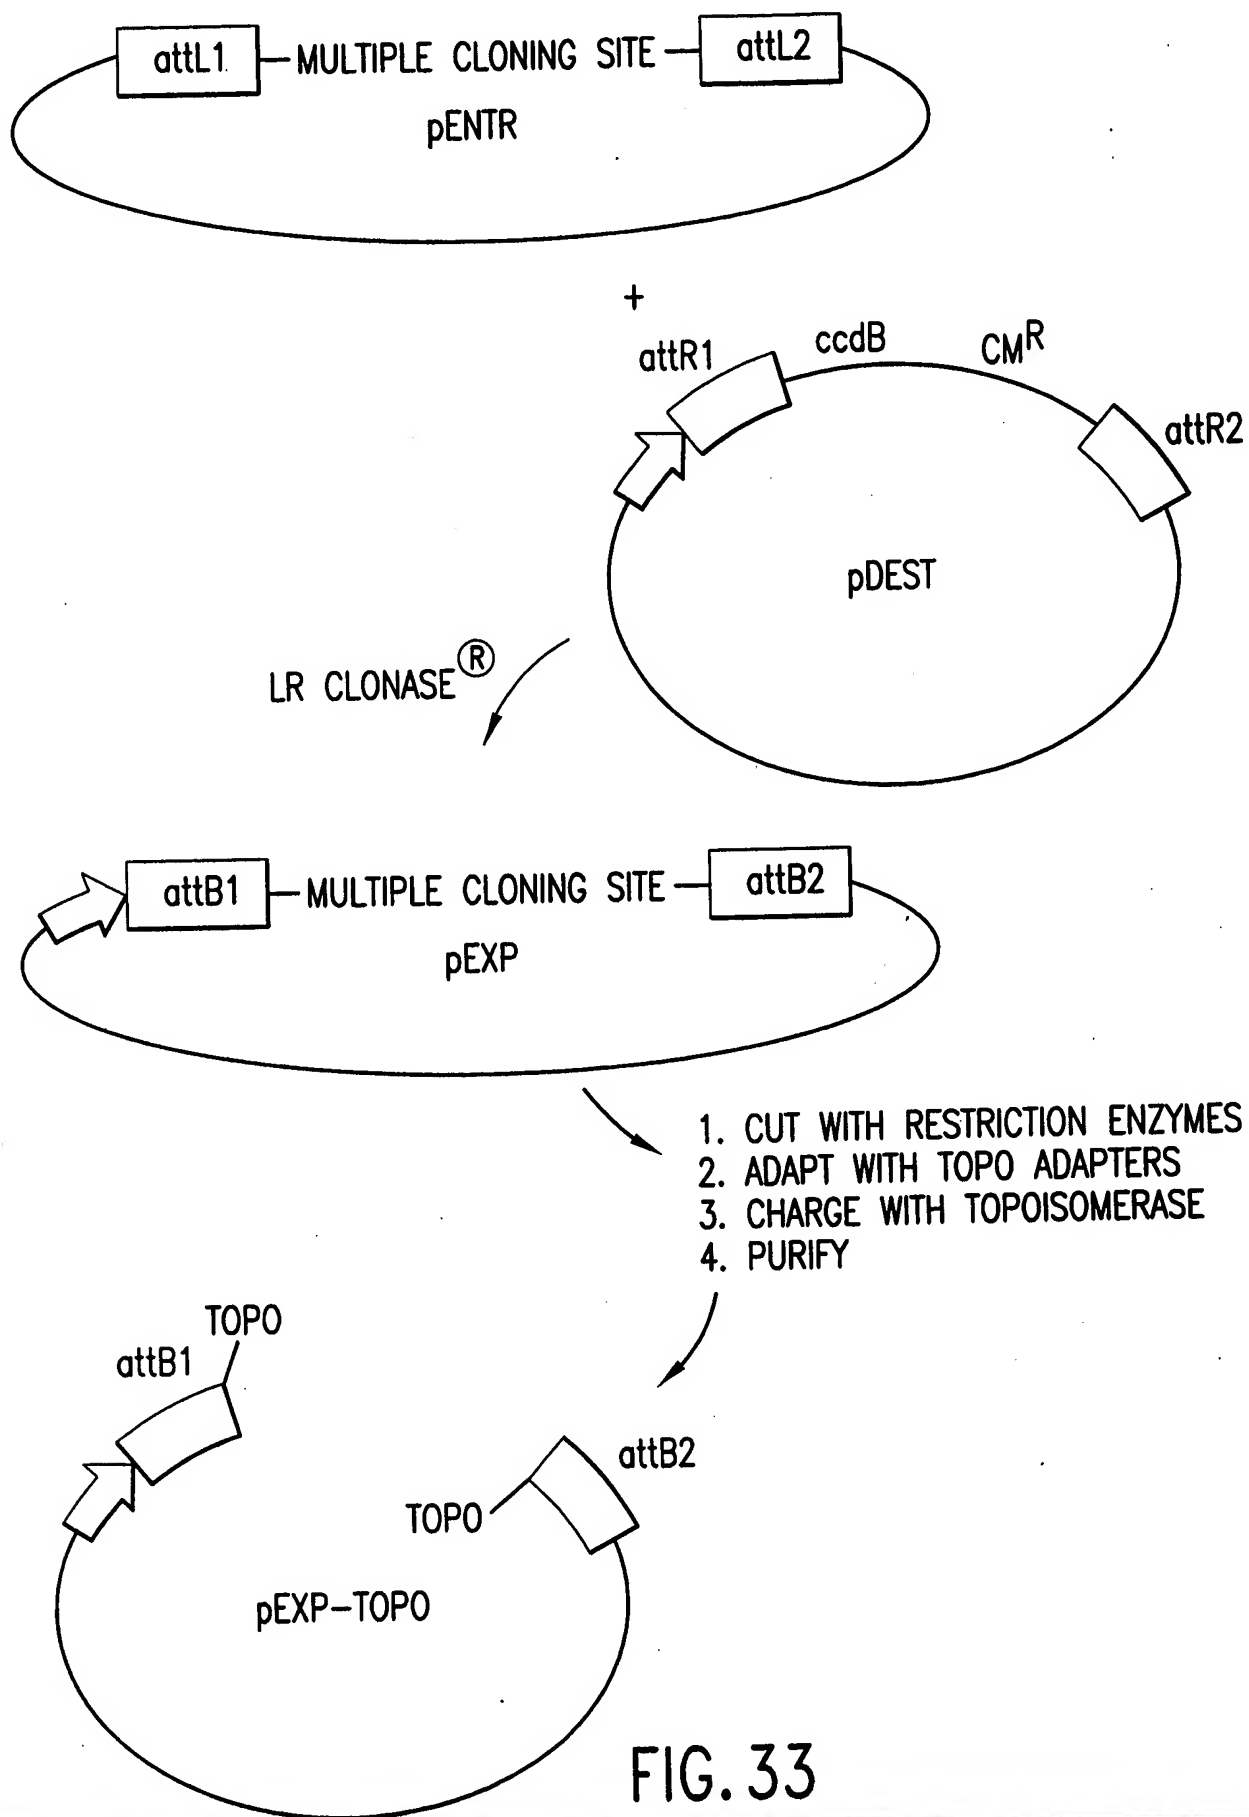 attL1 — MULTIPLE CLONING SITE — attL2
pENTR
+
attR1
ccdB
CMR
attR2
pDEST
LR CLONASE®
attB1 — MULTIPLE CLONING SITE — attB2
pEXP
1. CUT WITH RESTRICTION ENZYMES
2. ADAPT WITH TOPO ADAPTERS
3. CHARGE WITH TOPOISOMERASE
4. PURIFY
TOPO
attB1
attB2
TOPO
pEXP-TOPO
FIG. 33